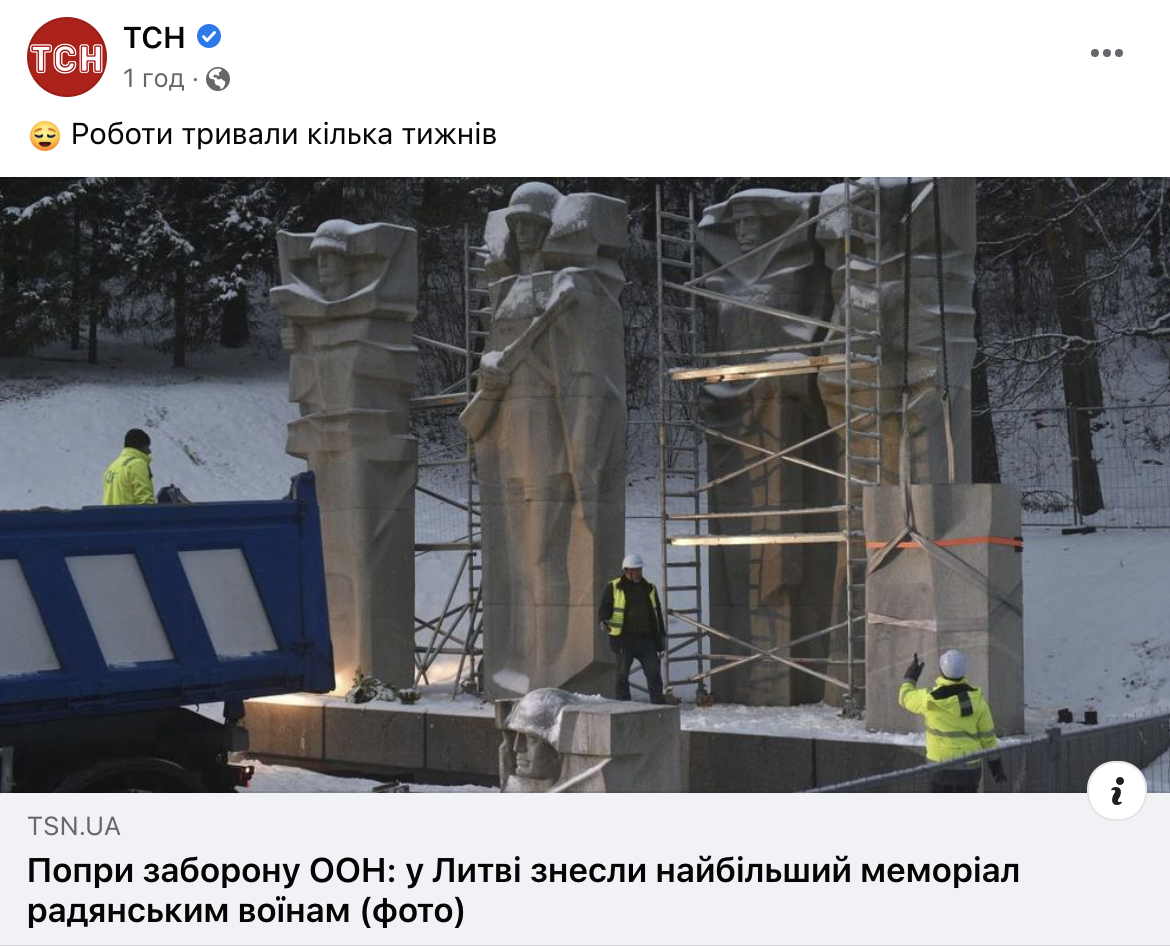 ТСН
ТСН
1 год ·
Роботи тривали кілька тижнів
TSN.UA
Попри заборону ООН: у Литві знесли найбільший меморіал
радянським воїнам (фото)